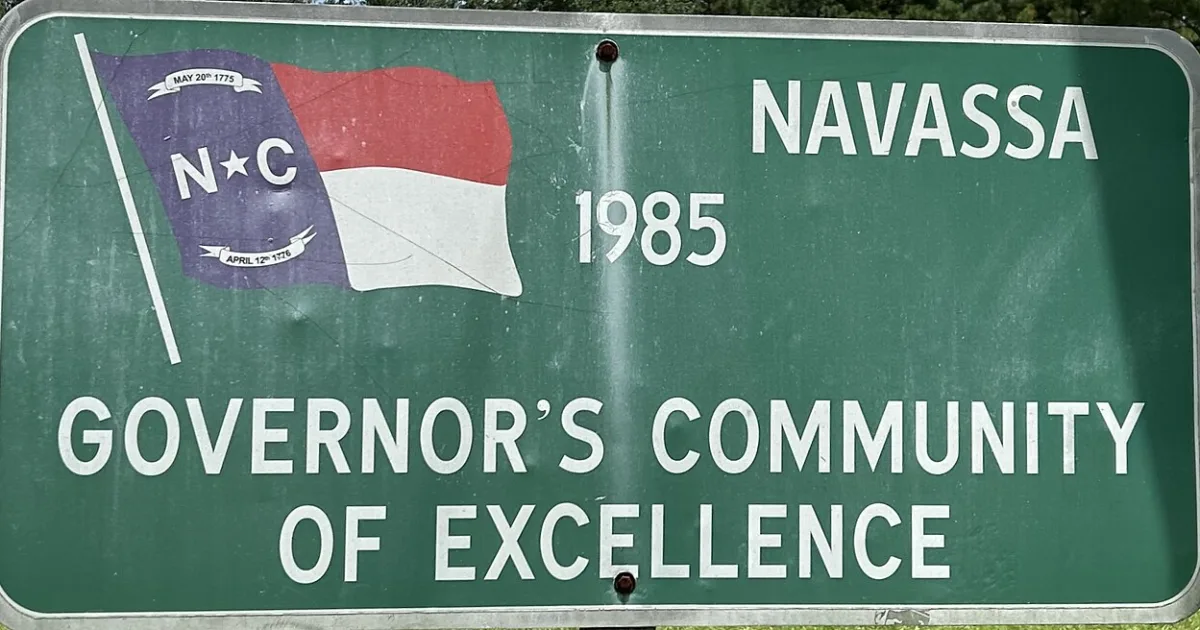 MAY 20th 1775
N★C
APRIL 12th 1776
NAVASSA
1985
GOVERNOR'S COMMUNITY
OF EXCELLENCE